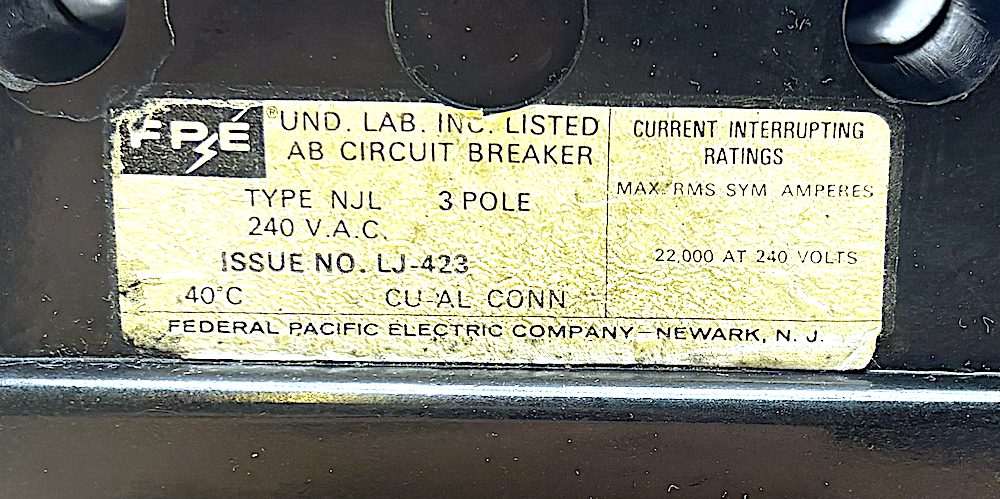 FPE ® UND. LAB. INC. LISTED
AB CIRCUIT BREAKER
TYPE NJL 3 POLE
240 V.A.C.
ISSUE NO. LJ-423
40°C CU-AL CONN
CURRENT INTERRUPTING
RATINGS
MAX. RMS SYM. AMPERES
22,000 AT 240 VOLTS
FEDERAL PACIFIC ELECTRIC COMPANY—NEWARK, N. J.